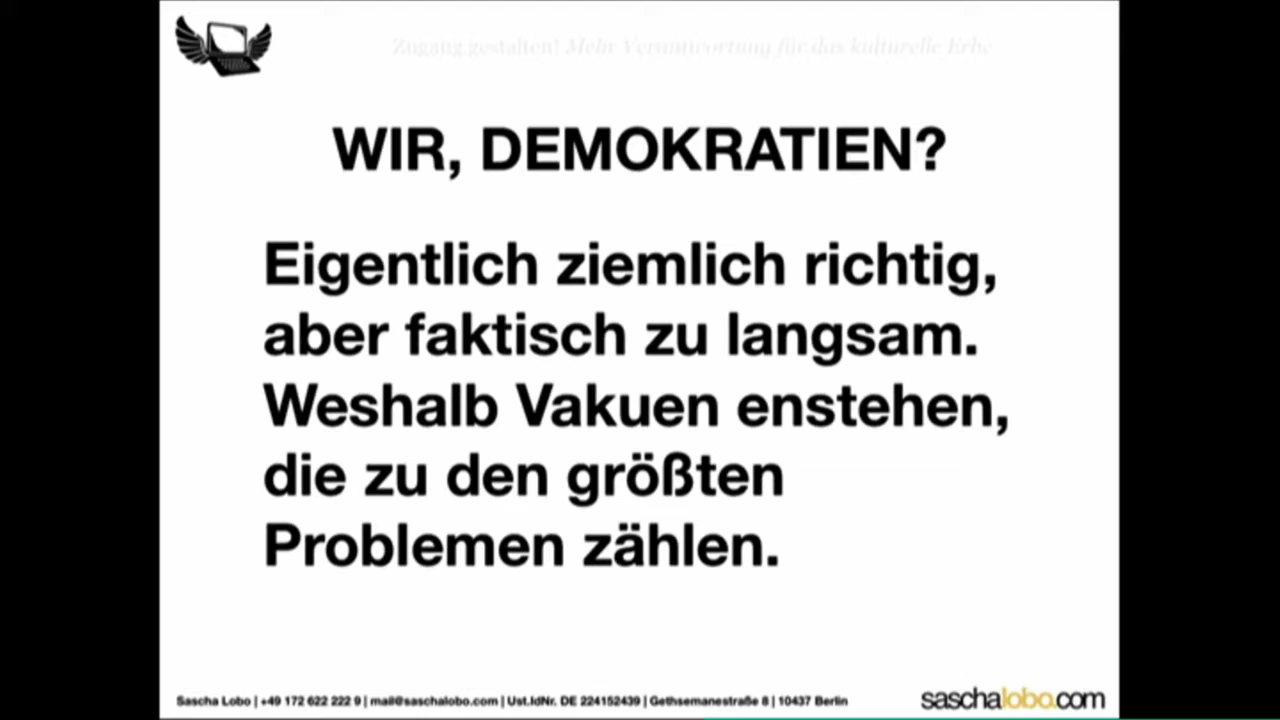 Zugang gestalten! Mehr Verantwortung für das kulturelle Erbe
WIR, DEMOKRATIEN?
Eigentlich ziemlich richtig,
aber faktisch zu langsam.
Weshalb Vakuen enstehen,
die zu den größten
Problemen zählen.
Sascha Lobo | +49 172 622 222 9 | mail@saschalobo.com | Ust.IdNr. DE 224152439 | Gethsemanestraße 8 | 10437 Berlin
saschalobo.com